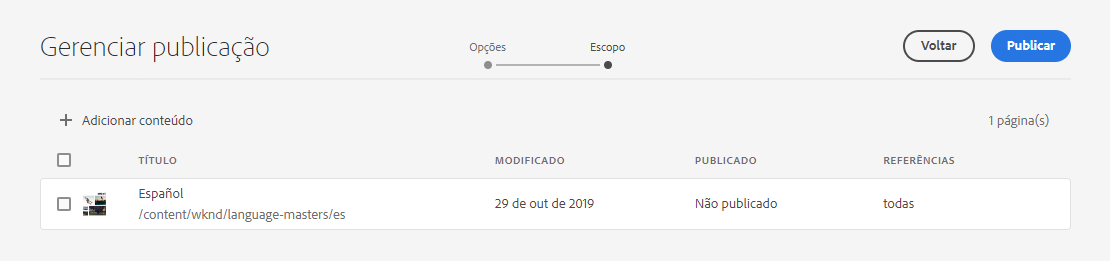 Gerenciar publicação
Opções
Escopo
Voltar
Publicar
Adicionar conteúdo
1 página(s)
TÍTULO
MODIFICADO
PUBLICADO
REFERÊNCIAS
Español
/content/wknd/language-masters/es
29 de out de 2019
Não publicado
todas